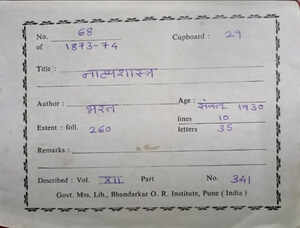 No. 68 Cupboard : 29
of 1873-74
Title : नाट्यशास्त्र
Author : भरत Age : संवत् 1930
lines 10
Extent : foll. 260 letters 35
Remarks :
Described : Vol. XII Part No. 341
Govt. Mss. Lib., Bhandarkar O. R. Institute, Pune ( India )